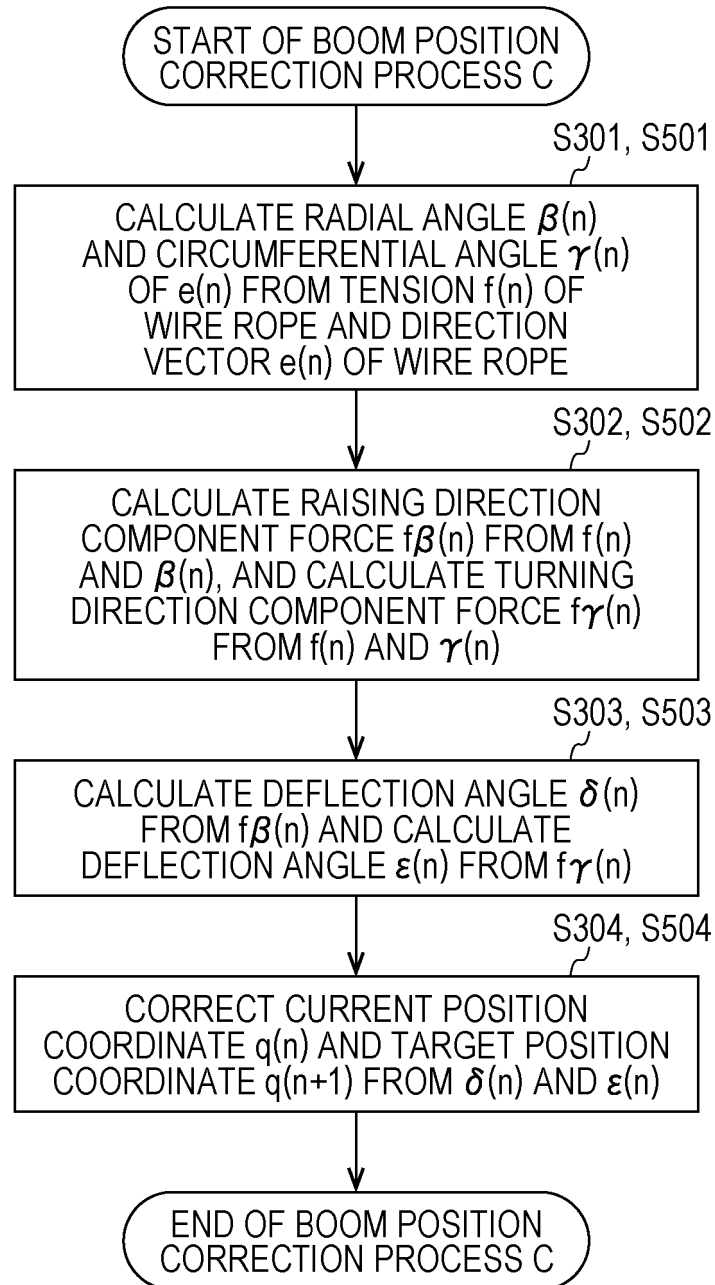 START OF BOOM POSITION
CORRECTION PROCESS C
S301, S501
CALCULATE RADIAL ANGLE β(n)
AND CIRCUMFERENTIAL ANGLE γ(n)
OF e(n) FROM TENSION f(n) OF
WIRE ROPE AND DIRECTION
VECTOR e(n) OF WIRE ROPE
S302, S502
CALCULATE RAISING DIRECTION
COMPONENT FORCE fβ(n) FROM f(n)
AND β(n), AND CALCULATE TURNING
DIRECTION COMPONENT FORCE fγ(n)
FROM f(n) AND γ(n)
S303, S503
CALCULATE DEFLECTION ANGLE δ(n)
FROM fβ(n) AND CALCULATE
DEFLECTION ANGLE ε(n) FROM fγ(n)
S304, S504
CORRECT CURRENT POSITION
COORDINATE q(n) AND TARGET POSITION
COORDINATE q(n+1) FROM δ(n) AND ε(n)
END OF BOOM POSITION
CORRECTION PROCESS C